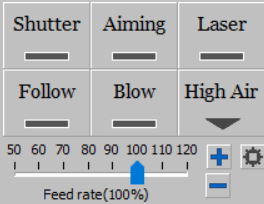 Shutter Aiming Laser
Follow Blow High Air
50 60 70 80 90 100 110 120
Feed rate(100%)